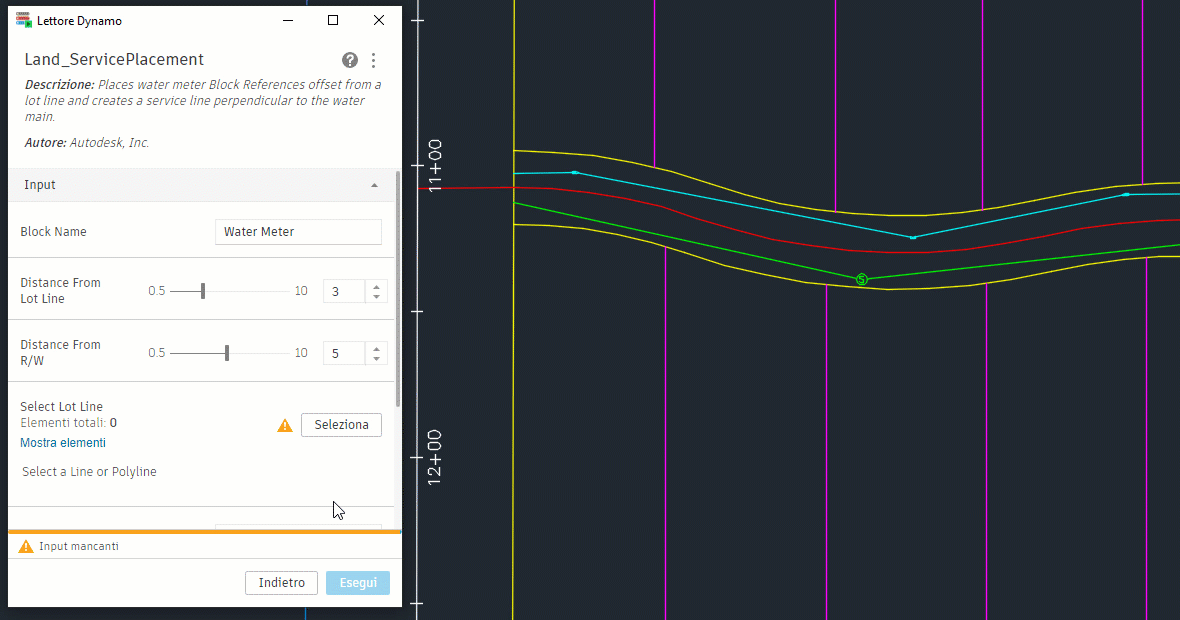 Lettore Dynamo
Land_ServicePlacement
Descrizione: Places water meter Block References offset from a
lot line and creates a service line perpendicular to the water
main.
Autore: Autodesk, Inc.
Input
Block Name
Water Meter
Distance From
Lot Line
0.5
10
3
Distance From
R/W
0.5
10
5
Select Lot Line
Elementi totali: 0
Mostra elementi
Seleziona
Select a Line or Polyline
Input mancanti
Indietro
Esegui
11+00
12+00
S